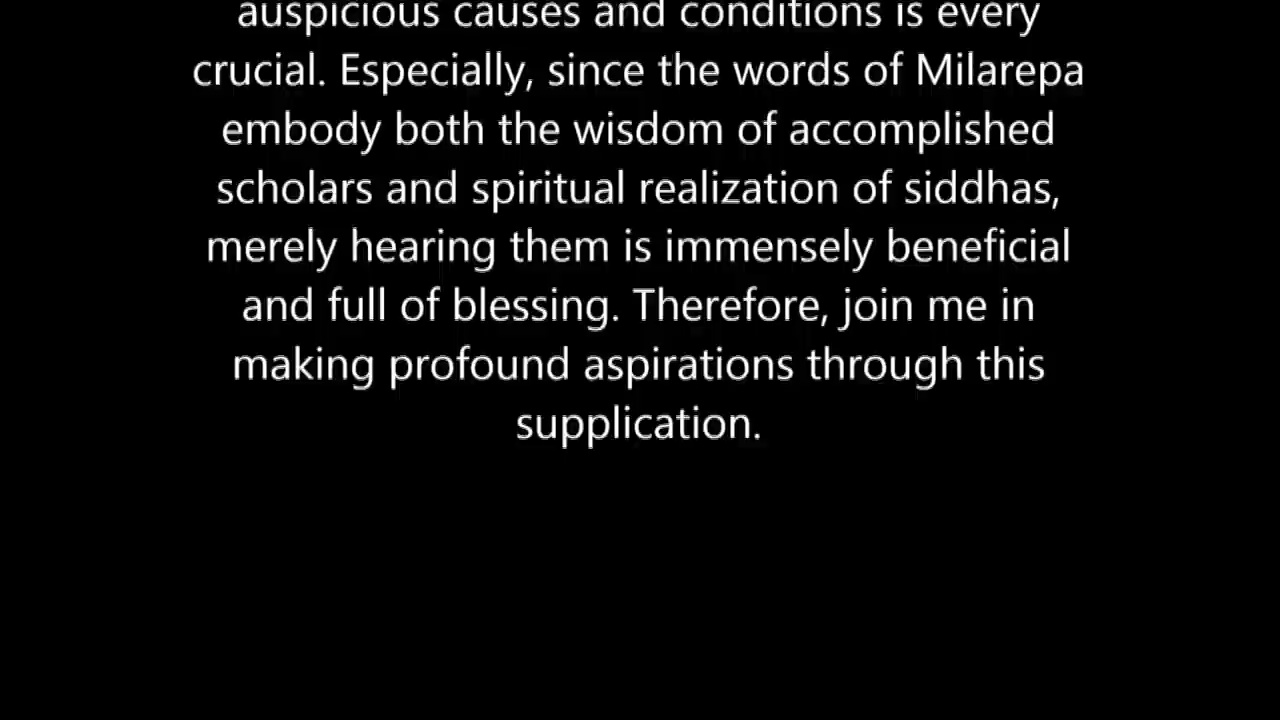 auspicious causes and conditions is every
crucial. Especially, since the words of Milarepa
embody both the wisdom of accomplished
scholars and spiritual realization of siddhas,
merely hearing them is immensely beneficial
and full of blessing. Therefore, join me in
making profound aspirations through this
supplication.